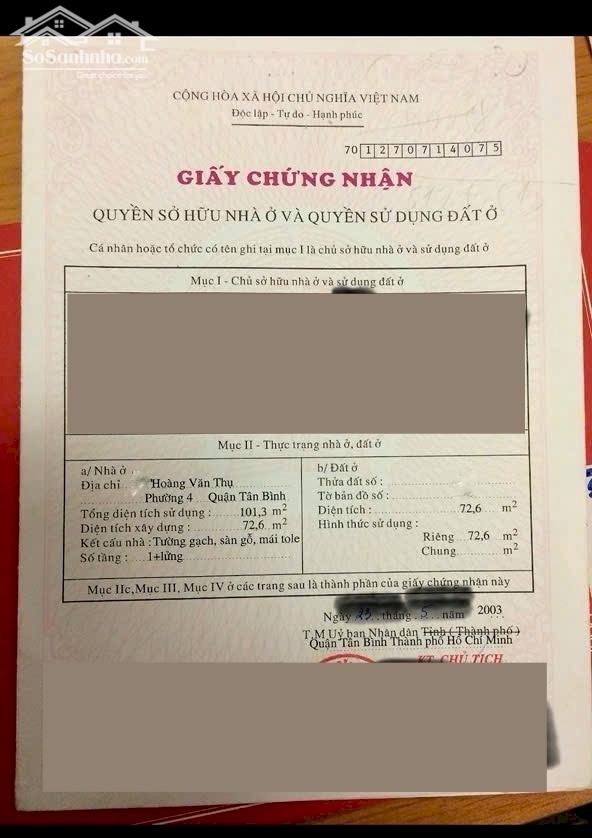 SoSanhnha.com
Great choice for you
CỘNG HÒA XÃ HỘI CHỦ NGHĨA VIỆT NAM
Độc lập - Tự do - Hạnh phúc
70 1 2 7 0 7 1 4 0 7 5
GIẤY CHỨNG NHẬN
QUYỀN SỞ HỮU NHÀ Ở VÀ QUYỀN SỬ DỤNG ĐẤT Ở
Cá nhân hoặc tổ chức có tên ghi tại mục I là chủ sở hữu nhà ở và sử dụng đất ở
Mục I - Chủ sở hữu nhà ở và sử dụng đất ở
Mục II - Thực trạng nhà ở, đất ở
a/ Nhà ở
Địa chỉ Hoàng Văn Thụ
Phường 4 Quận Tân Bình
Tổng diện tích sử dụng : 101,3 m²
Diện tích xây dựng : 72,6 m²
Kết cấu nhà : Tường gạch, sàn gỗ, mái tole
Số tầng : 1+lửng
b/ Đất ở
Thửa đất số :
Tờ bản đồ số :
Diện tích : 72,6 m²
Hình thức sử dụng :
Riêng 72,6 m²
Chung m²
Mục IIc, Mục III, Mục IV ở các trang sau là thành phần của giấy chứng nhận này
Ngày 23 tháng 5 năm 2003
T.M Uỷ ban Nhân dân Tỉnh ( Thành phố )
Quận Tân Bình Thành phố Hồ Chí Minh
KT. CHỦ TỊCH